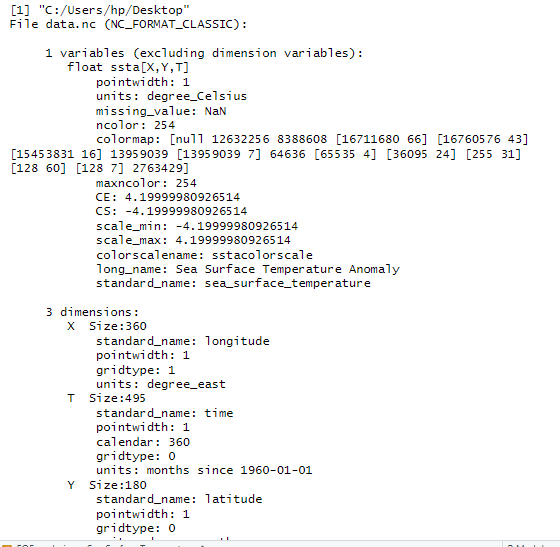 [1] "C:/Users/hp/Desktop"
File data.nc (NC_FORMAT_CLASSIC):
1 variables (excluding dimension variables):
float ssta[X,Y,T]
pointwidth: 1
units: degree_Celsius
missing_value: NaN
ncolor: 254
colormap: [null 12632256 8388608 [16711680 66] [16760576 43]
[15453831 16] 13959039 [13959039 7] 64636 [65535 4] [36095 24] [255 31]
[128 60] [128 7] 2763429]
maxncolor: 254
CE: 4.19999980926514
CS: -4.19999980926514
scale_min: -4.19999980926514
scale_max: 4.19999980926514
colorscalename: sstacolorscale
long_name: Sea Surface Temperature Anomaly
standard_name: sea_surface_temperature
3 dimensions:
X Size:360
standard_name: longitude
pointwidth: 1
gridtype: 1
units: degree_east
T Size:495
standard_name: time
pointwidth: 1
calendar: 360
gridtype: 0
units: months since 1960-01-01
Y Size:180
standard_name: latitude
pointwidth: 1
gridtype: 0